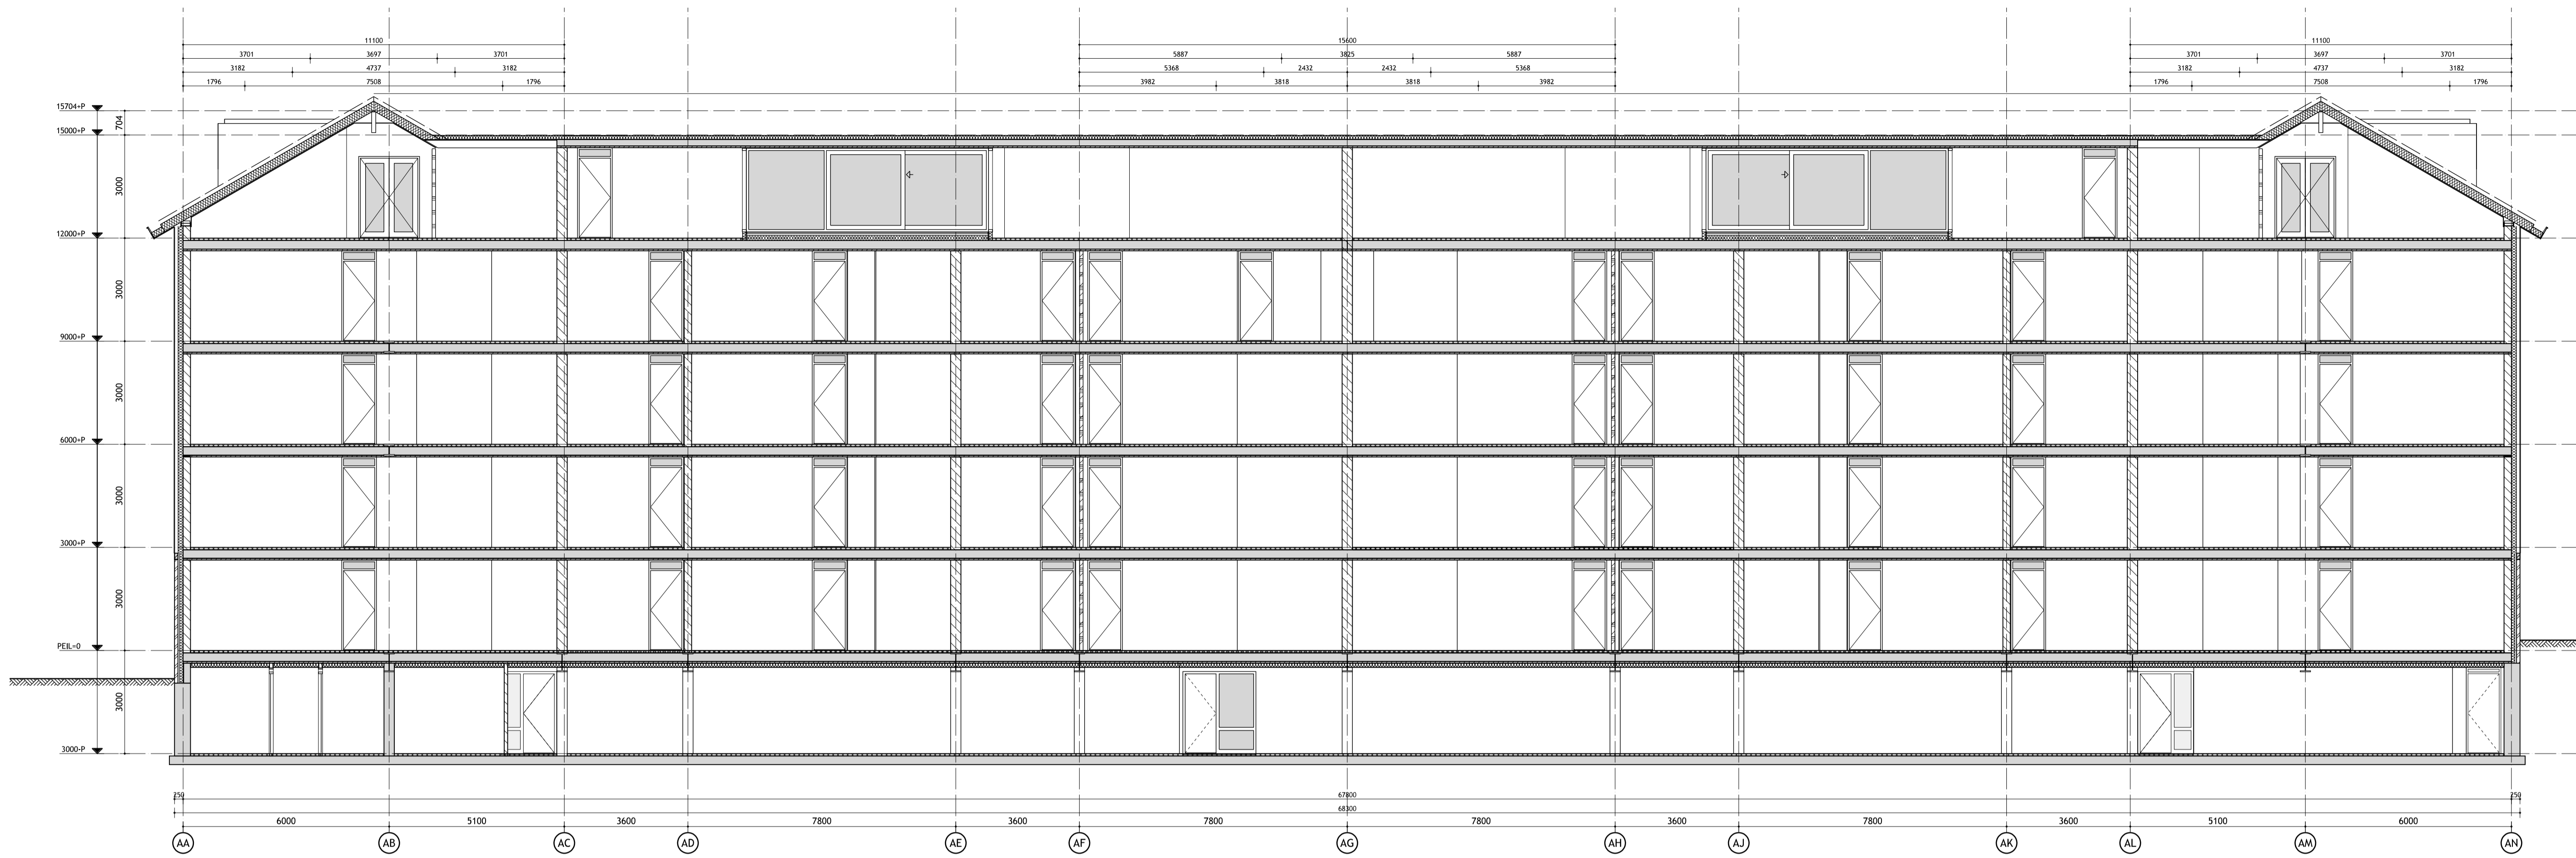 11100 15600 11100
3701 3697 3701 5887 3825 5887 3701 3697 3701
3182 4737 3182 5368 2432 2432 5368 3182 4737 3182
1796 7508 1796 3982 3818 3818 3982 1796 7508 1796
15704+P
704
15000+P
3000
12000+P
3000
9000+P
3000
6000+P
3000
3000+P
3000
PEIL=0
3000
3000-P
250 67800 250
68300
6000 5100 3600 7800 3600 7800 7800 3600 7800 3600 5100 6000
AA AB AC AD AE AF AG AH AJ AK AL AM AN